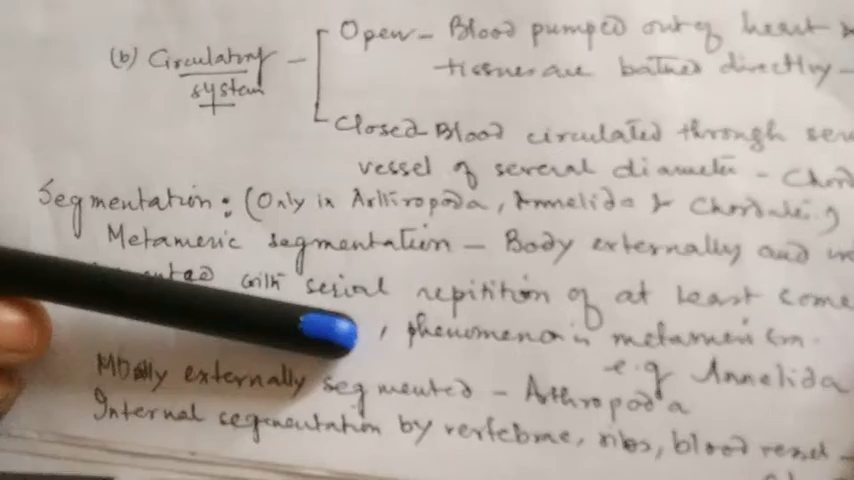 (b) Circulatory system - Open - Blood pumped out of heart
tissues are bathed directly -
Closed - Blood circulated through
vessel of several diameter - Chord
Segmentation : (Only in Arthropoda, Annelida & Chordate.)
Metameric segmentation - Body externally and
with serial repitition of at least some
, phenomenon is metamerism.
e.g Annelida
externally segmented - Arthropoda
Internal segmentation by vertebrae, ribs, blood vessel -